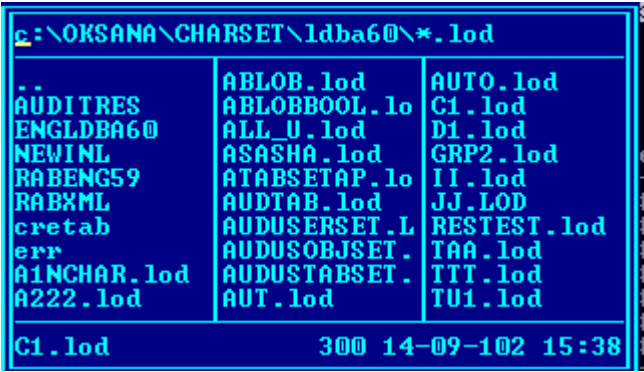 c:\OKSANA\CHARSET\ldba60\*.lod
..
AUDITRES
ENGLDBA60
NEWINL
RABENG59
RABXML
cretab
err
A1NCHAR.lod
A222.lod
ABLOB.lod
ABLOBBOOL.lo
ALL_U.lod
ASASHA.lod
ATABSETAP.lo
AUDTAB.lod
AUDUSERSET.L
AUDUSOBJSET.
AUDUSTABSET.
AUT.lod
AUTO.lod
C1.lod
D1.lod
GRP2.lod
II.lod
JJ.LOD
RESTEST.lod
TAA.lod
TTT.lod
TU1.lod
C1.lod 300 14-09-102 15:38